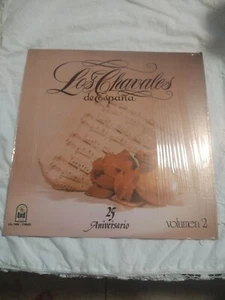 Los Chavales
de España
25
Aniversario
volumen 2